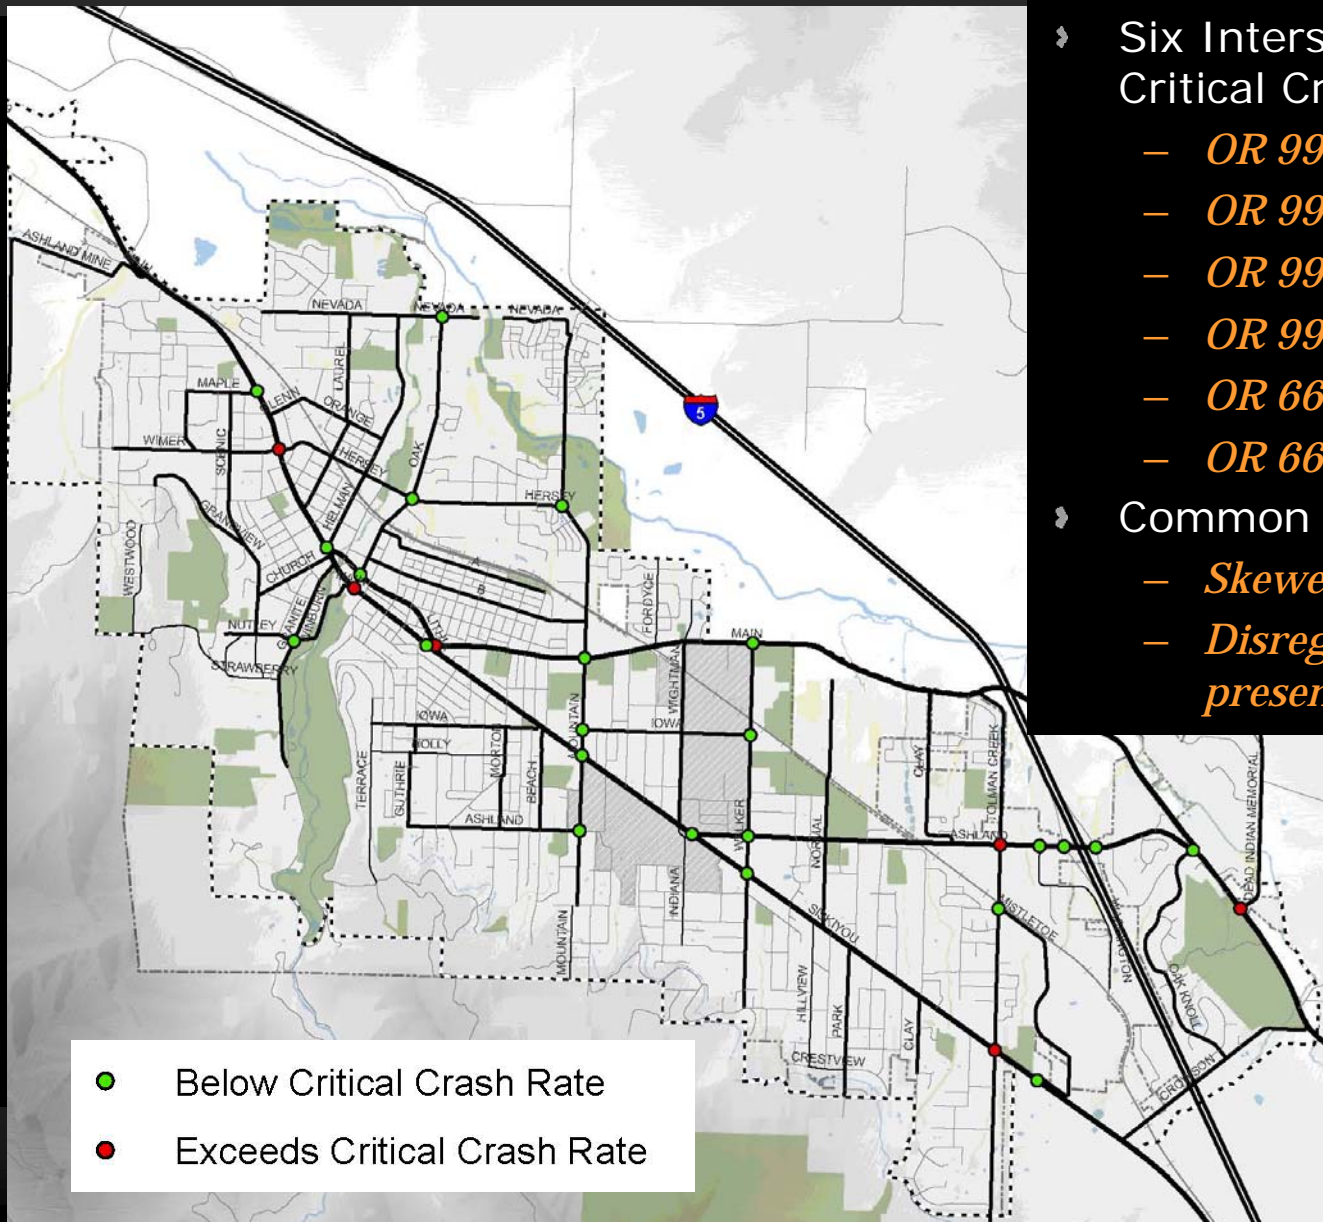 Six Inters
Critical Cr
– OR 99
– OR 99
– OR 99
– OR 99
– OR 66
– OR 66
Common
– Skewe
– Disreg
presen
ASHLAND MINE
NEVADA
NEVADA
NEVADA
LAUREL
5
MAPLE
GLENN
ORANGE
WIMER
SCENIC
HERSEY
OAK
HERSEY
GRANDVIEW
HELMAN
WESTWOOD
CHURCH
A
B
FORDYCE
NUTLEY
GRANITE
WINBURN
LITHI
MAIN
STRAWBERRY
WIGHTMAN
IOWA
IOWA
MOUNTAIN
HOLLY
MORTON
TERRACE
GUTHRIE
BEACH
CLAY
TOLMAN CREEK
DEAD INDIAN MEMORIAL
ASHLAND
WALKER
NORMAL
ASHLAND
INDIANA
SISKIYOU
MISTLETOE
MOUNTAIN
HILLVIEW
PARK
CLAY
OAK KNOLL
CRESTVIEW
CROWSON
Below Critical Crash Rate
Exceeds Critical Crash Rate